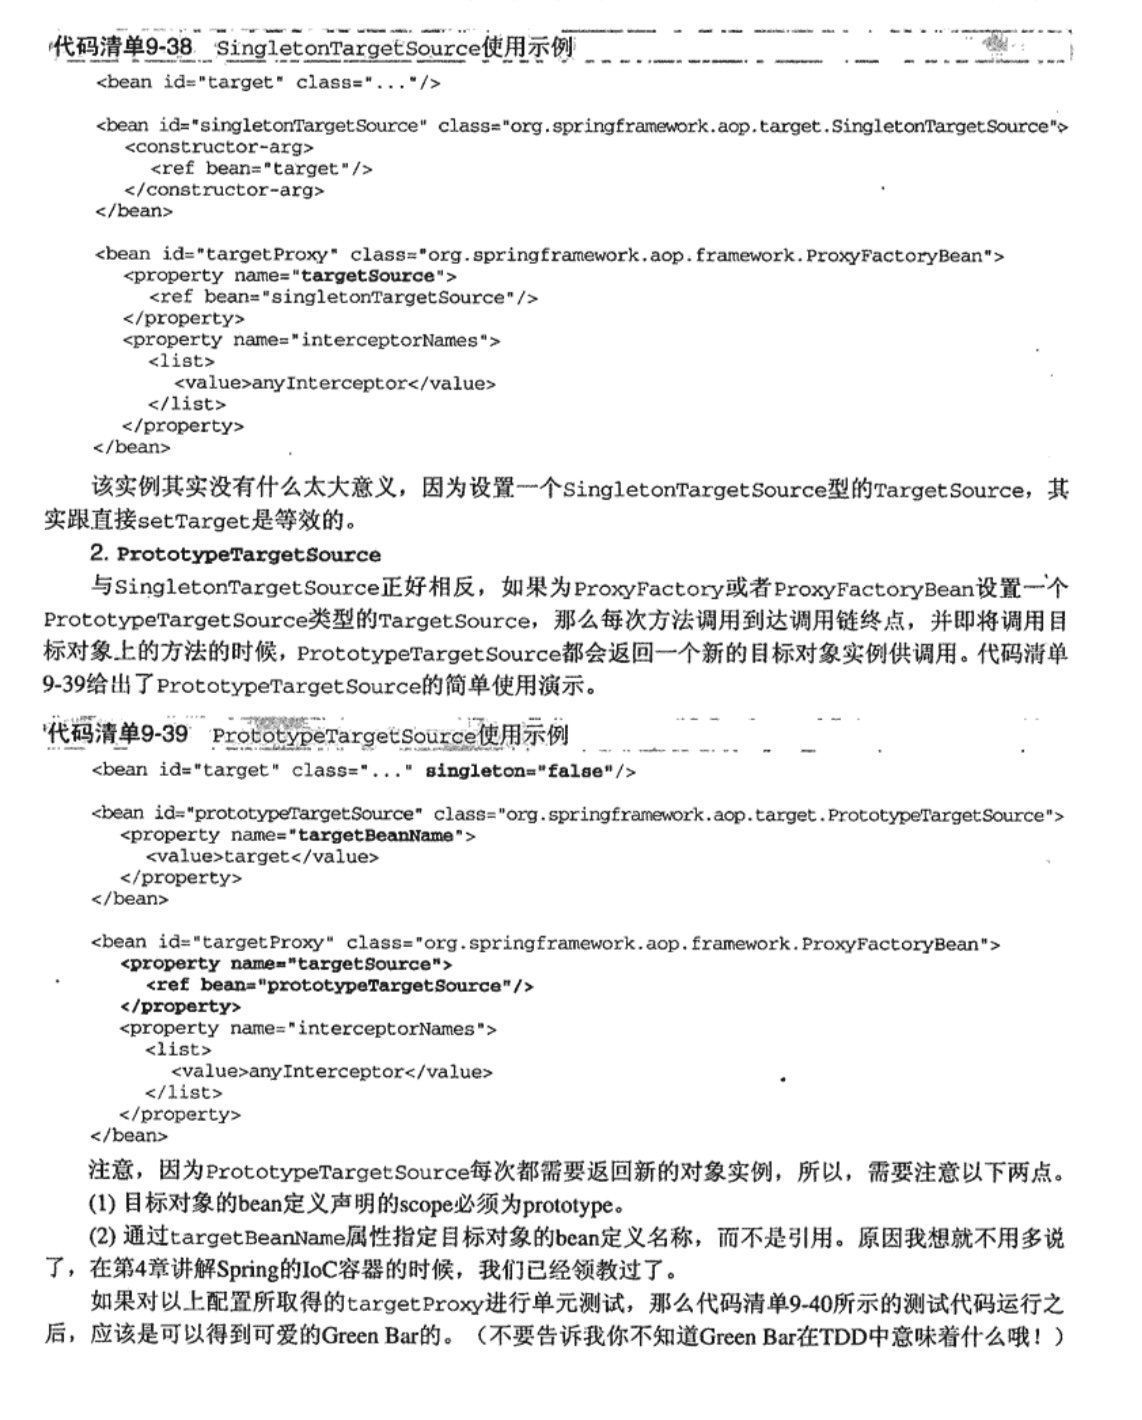 代码清单9-38 SingletonTargetSource使用示例
<bean id="target" class="..."/>
<bean id="singletonTargetSource" class="org.springframework.aop.target.SingletonTargetSource">
<constructor-arg>
<ref bean="target"/>
</constructor-arg>
</bean>
<bean id="targetProxy" class="org.springframework.aop.framework.ProxyFactoryBean">
<property name="targetSource">
<ref bean="singletonTargetSource"/>
</property>
<property name="interceptorNames">
<list>
<value>anyInterceptor</value>
</list>
</property>
</bean>
该实例其实没有什么太大意义，因为设置一个SingletonTargetSource型的TargetSource，其
实跟直接setTarget是等效的。
2. PrototypeTargetSource
与SingletonTargetSource正好相反，如果为ProxyFactory或者ProxyFactoryBean设置一个
PrototypeTargetSource类型的TargetSource，那么每次方法调用到达调用链终点，并即将调用目
标对象上的方法的时候，PrototypeTargetSource都会返回一个新的目标对象实例供调用。代码清单
9-39给出了PrototypeTargetSource的简单使用演示。
代码清单9-39 PrototypeTargetSource使用示例
<bean id="target" class="..." singleton="false"/>
<bean id="prototypeTargetSource" class="org.springframework.aop.target.PrototypeTargetSource">
<property name="targetBeanName">
<value>target</value>
</property>
</bean>
<bean id="targetProxy" class="org.springframework.aop.framework.ProxyFactoryBean">
<property name="targetSource">
<ref bean="prototypeTargetSource"/>
</property>
<property name="interceptorNames">
<list>
<value>anyInterceptor</value>
</list>
</property>
</bean>
注意，因为PrototypeTargetSource每次都需要返回新的对象实例，所以，需要注意以下两点。
(1) 目标对象的bean定义声明的scope必须为prototype。
(2) 通过targetBeanName属性指定目标对象的bean定义名称，而不是引用。原因我想就不用多说
了，在第4章讲解Spring的IoC容器的时候，我们已经领教过了。
如果对以上配置所取得的targetProxy进行单元测试，那么代码清单9-40所示的测试代码运行之
后，应该是可以得到可爱的Green Bar的。（不要告诉我你不知道Green Bar在TDD中意味着什么哦！）